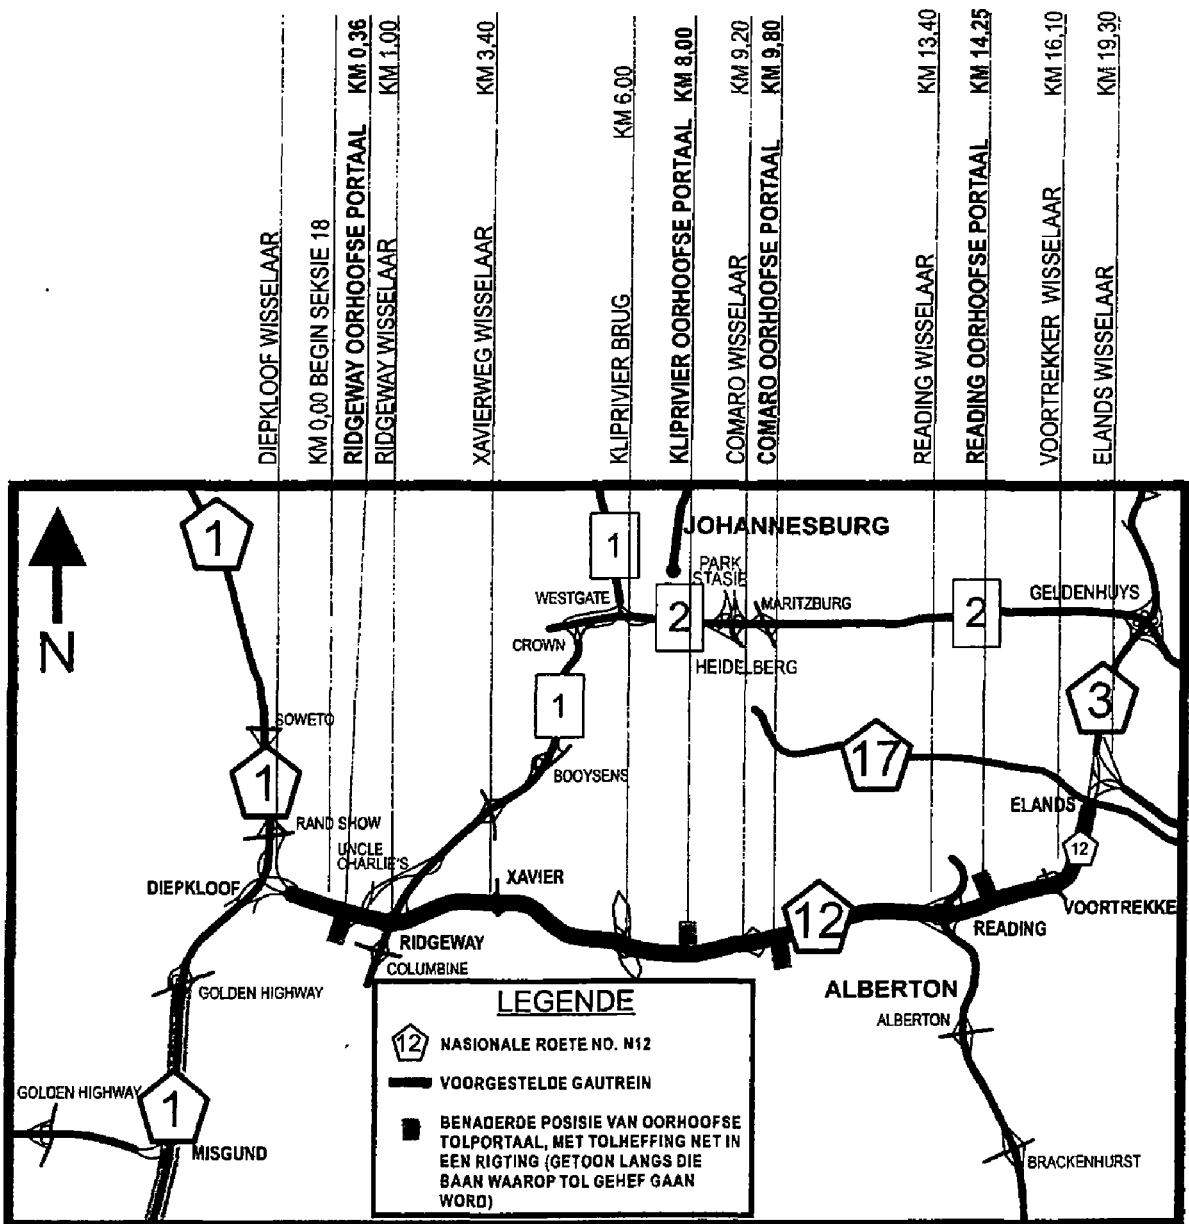 DIEPKLOOF WISSELAAR
KM 0,00 BEGIN SEKSIE 18
RIDGEWAY OORHOOFSE PORTAAL KM 0,36
RIDGEWAY WISSELAAR KM 1,00
XAVIERWEG WISSELAAR KM 3,40
KLIPRIVIER BRUG KM 6,00
KLIPRIVIER OORHOOFSE PORTAAL KM 8,00
COMARO WISSELAAR KM 9,20
COMARO OORHOOFSE PORTAAL KM 9,80
READING WISSELAAR KM 13,40
READING OORHOOFSE PORTAAL KM 14,25
VOORTREKKER WISSELAAR KM 16,10
ELANDS WISSELAAR KM 19,30
N
1
1
JOHANNESBURG
PARK
STASIE
WESTGATE
2
MARITZBURG
2
GELDENHUYS
CROWN
HEIDELBERG
1
3
SOWETO
17
1
BOOYSENS
ELANDS
RAND SHOW
UNCLE
CHARLIE'S
12
DIEPKLOOF
XAVIER
VOORTREKKE
12
READING
RIDGEWAY
COLUMBINE
GOLDEN HIGHWAY
ALBERTON
ALBERTON
GOLDEN HIGHWAY
1
MISGUND
BRACKENHURST
LEGENDE
12 NASIONALE ROETE NO. N12
VOORGESTELDE GAUTREIN
BENADERDE POSISIE VAN OORHOOFSE
TOLPORTAAL, MET TOLHEFFING NET IN
EEN RIGTING (GETOON LANGS DIE
BAAN WAAROP TOL GEHEF GAAN
WORD)